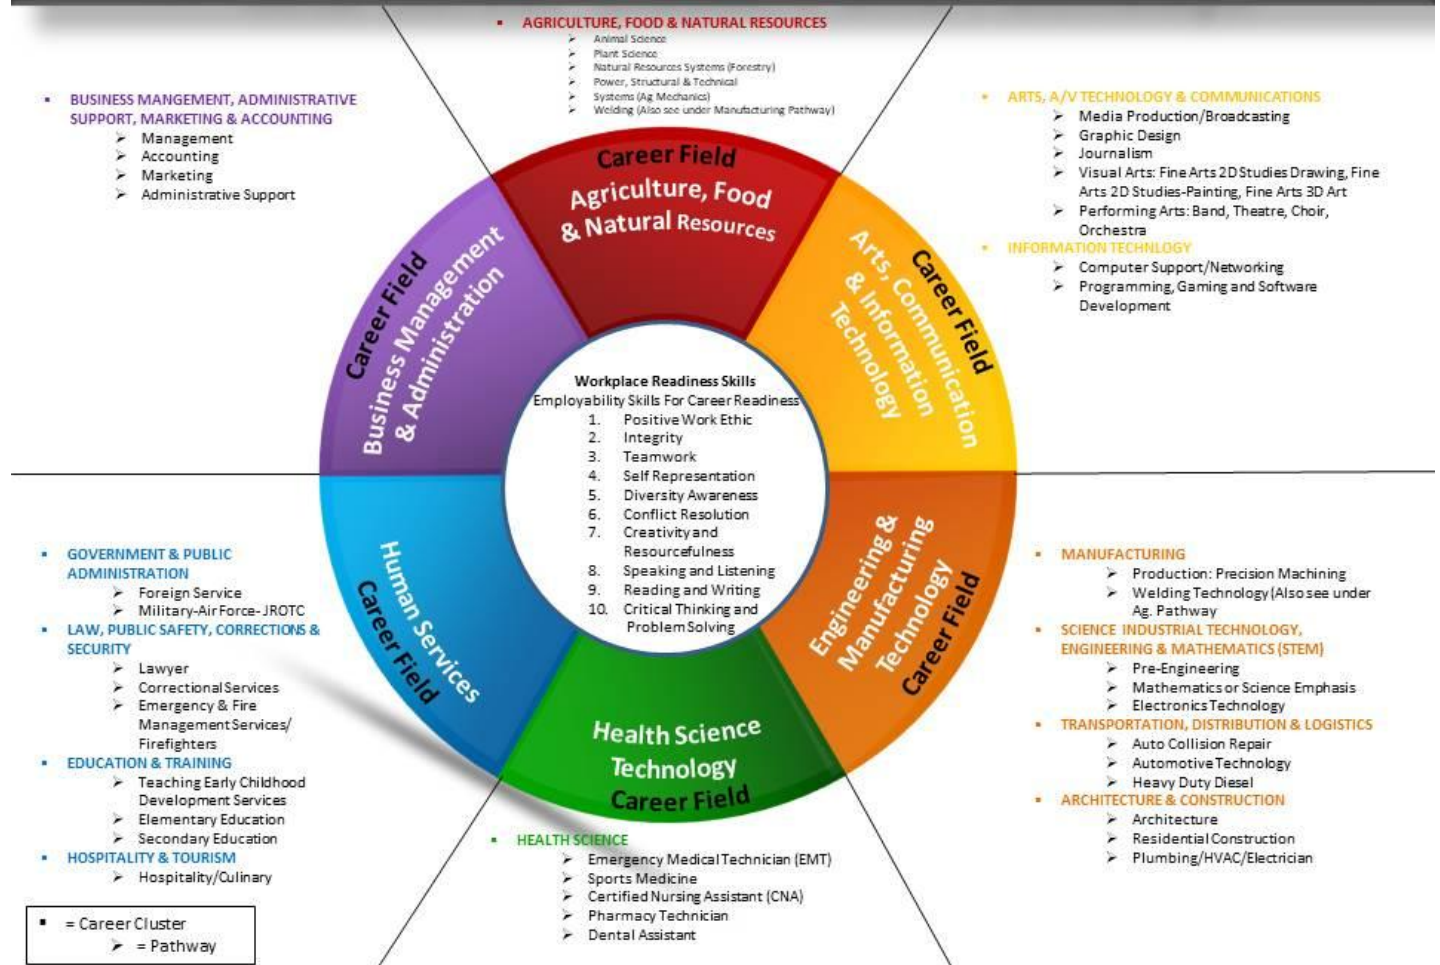 AGRICULTURE, FOOD & NATURAL RESOURCES
Animal Science
Plant Science
Natural Resources Systems (Forestry)
Power, Structural & Technical
Systems (Ag Mechanics)
Welding (Also see under Manufacturing Pathway)
BUSINESS MANGEMENT, ADMINISTRATIVE
SUPPORT, MARKETING & ACCOUNTING
Management
Accounting
Marketing
Administrative Support
ARTS, A/V TECHNOLOGY & COMMUNICATIONS
Media Production/Broadcasting
Graphic Design
Journalism
Visual Arts: Fine Arts 2D Studies Drawing, Fine
Arts 2D Studies-Painting, Fine Arts 3D Art
Performing Arts: Band, Theatre, Choir,
Orchestra
INFORMATION TECHNLOGY
Computer Support/Networking
Programming, Gaming and Software
Development
Career Field
Agriculture, Food
& Natural Resources
Career Field
Business Management
& Administration
Career Field
Arts, Communication
& Information
Technology
Workplace Readiness Skills
Employability Skills For Career Readiness
1. Positive Work Ethic
2. Integrity
3. Teamwork
4. Self Representation
5. Diversity Awareness
6. Conflict Resolution
7. Creativity and
Resourcefulness
8. Speaking and Listening
9. Reading and Writing
10. Critical Thinking and
Problem Solving
Human Services
Career Field
Engineering &
Manufacturing
Technology
Career Field
Health Science
Technology
Career Field
GOVERNMENT & PUBLIC
ADMINISTRATION
Foreign Service
Military-Air Force- JROTC
LAW, PUBLIC SAFETY, CORRECTIONS &
SECURITY
Lawyer
Correctional Services
Emergency & Fire
Management Services/
Firefighters
EDUCATION & TRAINING
Teaching Early Childhood
Development Services
Elementary Education
Secondary Education
HOSPITALITY & TOURISM
Hospitality/Culinary
MANUFACTURING
Production: Precision Machining
Welding Technology (Also see under
Ag. Pathway
SCIENCE INDUSTRIAL TECHNOLOGY,
ENGINEERING & MATHEMATICS (STEM)
Pre-Engineering
Mathematics or Science Emphasis
Electronics Technology
TRANSPORTATION, DISTRIBUTION & LOGISTICS
Auto Collision Repair
Automotive Technology
Heavy Duty Diesel
ARCHITECTURE & CONSTRUCTION
Architecture
Residential Construction
Plumbing/HVAC/Electrician
HEALTH SCIENCE
Emergency Medical Technician (EMT)
Sports Medicine
Certified Nursing Assistant (CNA)
Pharmacy Technician
Dental Assistant
= Career Cluster
= Pathway